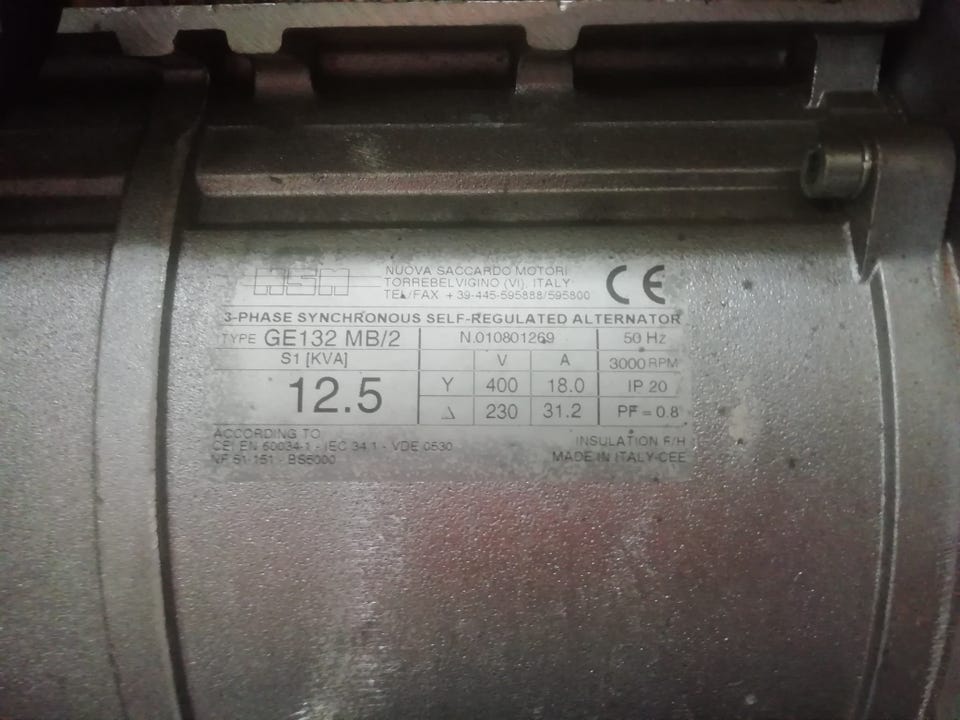 NSM
NUOVA SACCARDO MOTORI
TORREBELVIGINO (VI), ITALY
TEL/FAX +39-445-595888/595800
CE
3-PHASE SYNCHRONOUS SELF-REGULATED ALTERNATOR
TYPE GE132 MB/2 N.010801269 50 Hz
S1 [KVA] V A 3000 RPM
12.5 Y 400 18.0 IP 20
Δ 230 31.2 PF = 0.8
ACCORDING TO
CEI EN 60034-1 - IEC 34 1 - VDE 0530
NF 51-151 - BS5000
INSULATION F/H
MADE IN ITALY-CEE